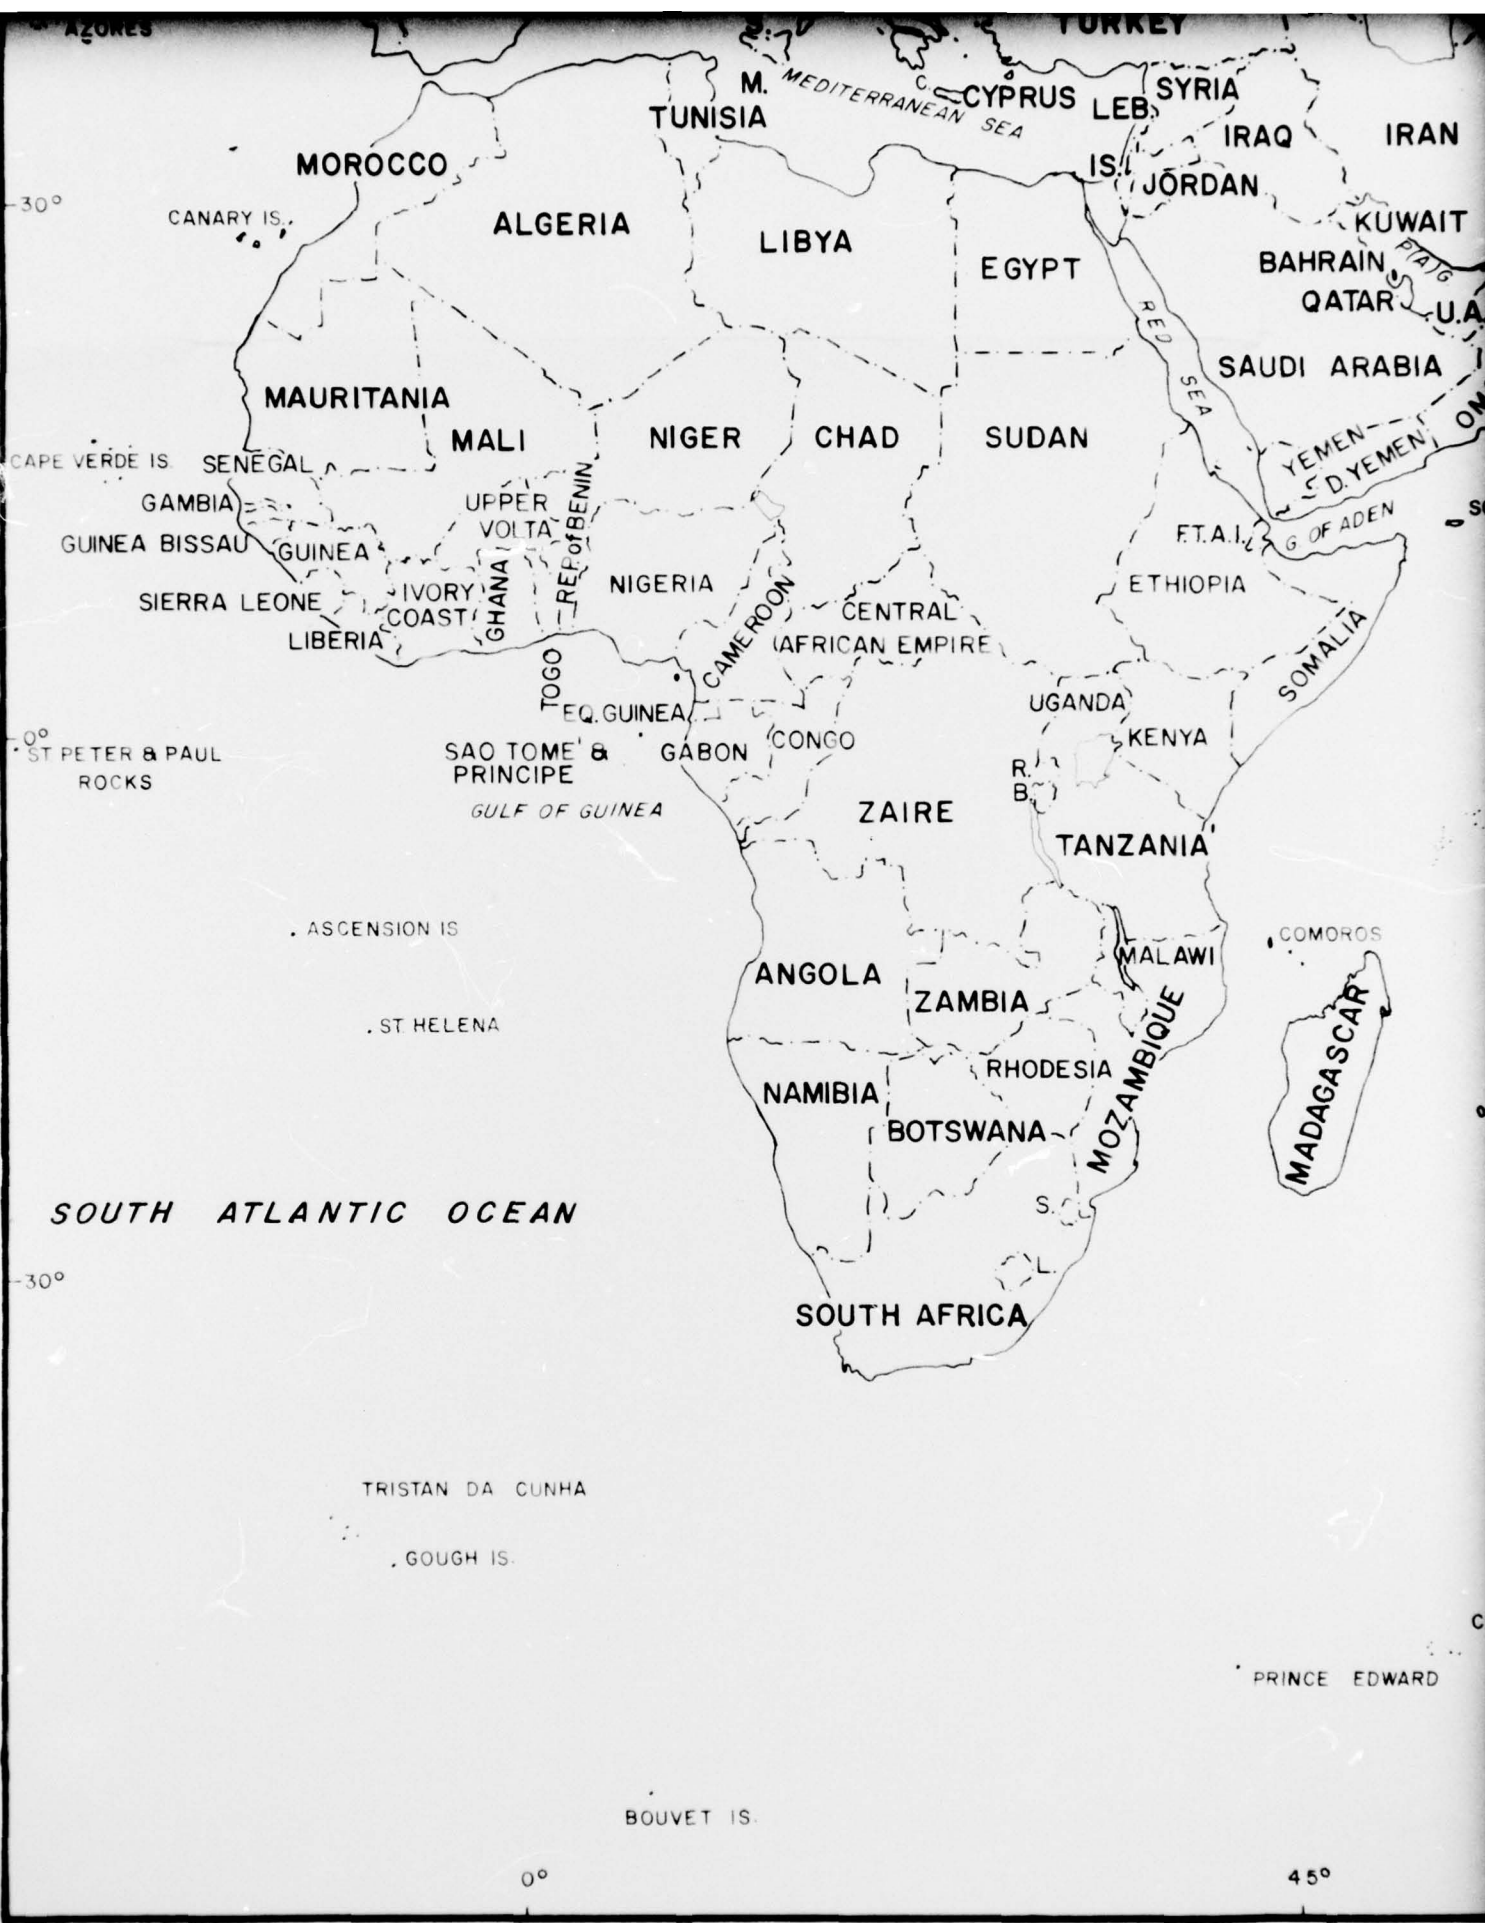 AZORES
TURKEY
M.
MEDITERRANEAN SEA
C.
CYPRUS
LEB.
SYRIA
TUNISIA
IRAQ
IRAN
MOROCCO
IS.
JORDAN
30°
CANARY IS.
ALGERIA
LIBYA
EGYPT
KUWAIT
P(A)G
BAHRAIN
QATAR
U.A.
RED SEA
SAUDI ARABIA
OM
MAURITANIA
MALI
NIGER
CHAD
SUDAN
YEMEN
D. YEMEN
CAPE VERDE IS.
SENEGAL
GAMBIA
UPPER
VOLTA
REP of BENIN
SO
GUINEA BISSAU
GUINEA
F.T.A.I.
G. OF ADEN
SIERRA LEONE
IVORY
COAST
GHANA
NIGERIA
ETHIOPIA
LIBERIA
CAMEROON
CENTRAL
AFRICAN EMPIRE
SOMALIA
TOGO
EQ. GUINEA
UGANDA
0°
ST PETER & PAUL
ROCKS
SAO TOME' &
PRINCIPE
GABON
CONGO
KENYA
R.
B.
GULF OF GUINEA
ZAIRE
TANZANIA
ASCENSION IS
COMOROS
ANGOLA
MALAWI
ZAMBIA
ST HELENA
MOZAMBIQUE
MADAGASCAR
RHODESIA
NAMIBIA
BOTSWANA
SOUTH ATLANTIC OCEAN
S.
30°
L.
SOUTH AFRICA
TRISTAN DA CUNHA
GOUGH IS.
C
PRINCE EDWARD
BOUVET IS.
0°
45°